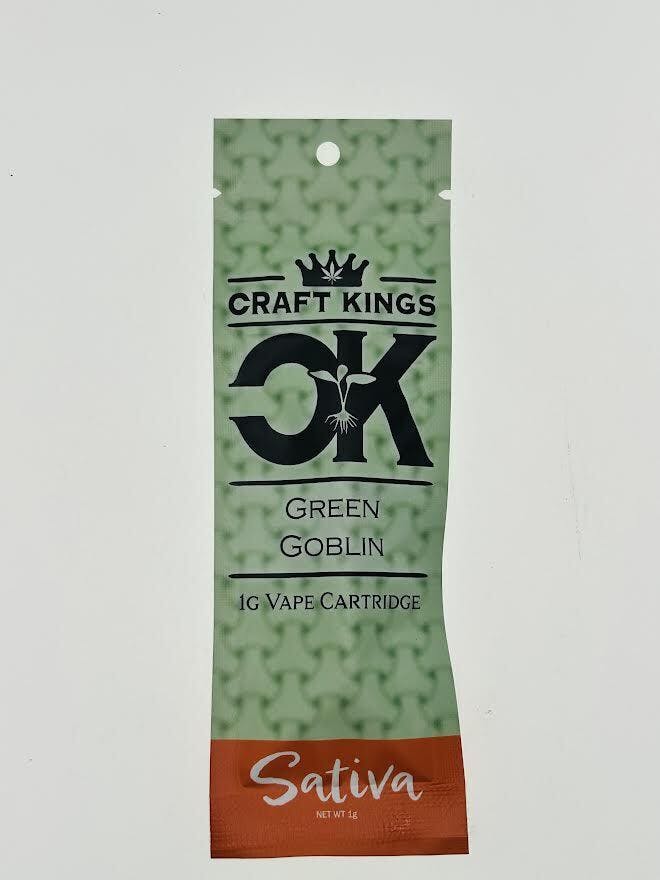 CRAFT KINGS
CK
GREEN
GOBLIN
1G VAPE CARTRIDGE
Sativa
NET WT 1g